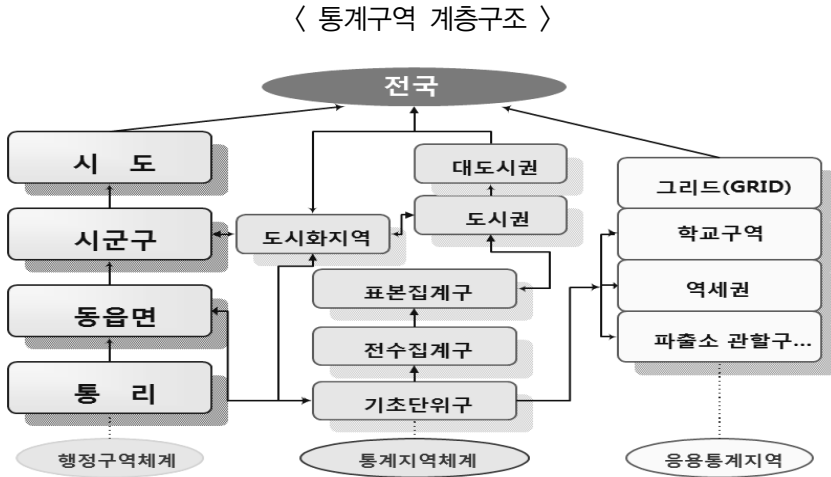 〈 통계구역 계층구조 〉
전국
시 도
시군구
동읍면
통 리
행정구역체계
대도시권
도시권
도시화지역
표본집계구
전수집계구
기초단위구
통계지역체계
그리드(GRID)
학교구역
역세권
파출소 관할구...
응용통계지역